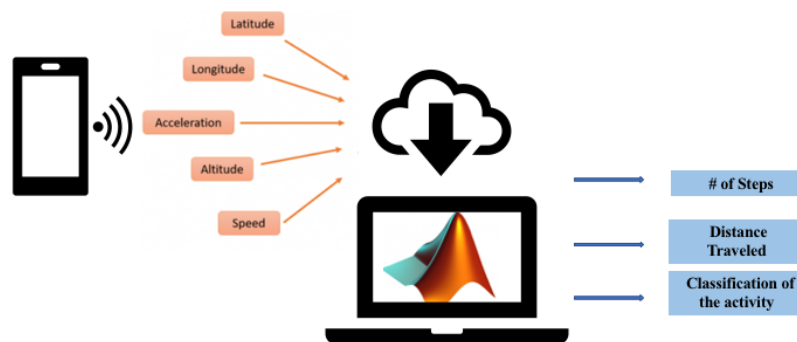 Latitude
Longitude
Acceleration
Altitude
Speed
# of Steps
Distance
Traveled
Classification of
the activity